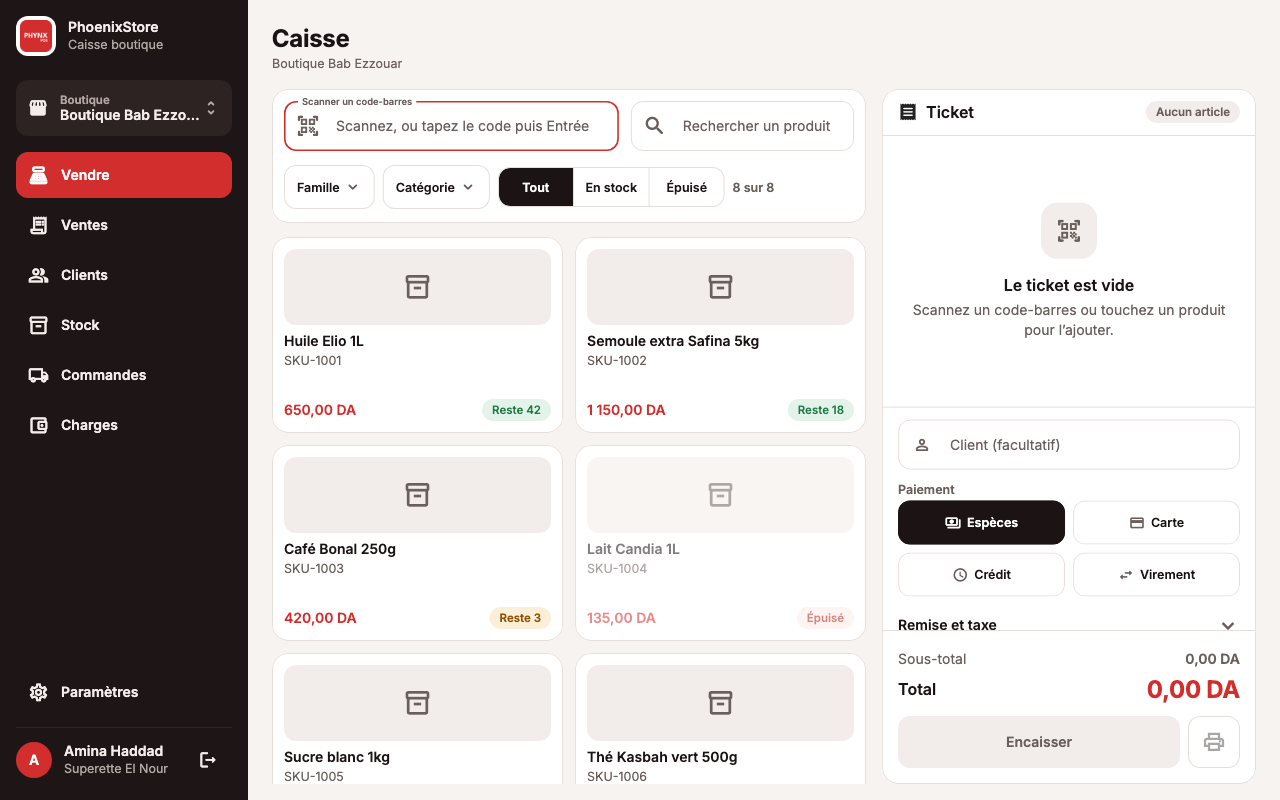 PHYNX
POS
PhoenixStore
Caisse boutique
Boutique
Boutique Bab Ezzo...
Vendre
Ventes
Clients
Stock
Commandes
Charges
Paramètres
A
Amina Haddad
Superette El Nour
Caisse
Boutique Bab Ezzouar
Scanner un code-barres
Scannez, ou tapez le code puis Entrée
Rechercher un produit
Famille
Catégorie
Tout
En stock
Épuisé
8 sur 8
Huile Elio 1L
SKU-1001
650,00 DA
Reste 42
Semoule extra Safina 5kg
SKU-1002
1 150,00 DA
Reste 18
Café Bonal 250g
SKU-1003
420,00 DA
Reste 3
Lait Candia 1L
SKU-1004
135,00 DA
Épuisé
Sucre blanc 1kg
SKU-1005
Thé Kasbah vert 500g
SKU-1006
Ticket
Aucun article
Le ticket est vide
Scannez un code-barres ou touchez un produit
pour l’ajouter.
Client (facultatif)
Paiement
Espèces
Carte
Crédit
Virement
Remise et taxe
Sous-total
0,00 DA
Total
0,00 DA
Encaisser